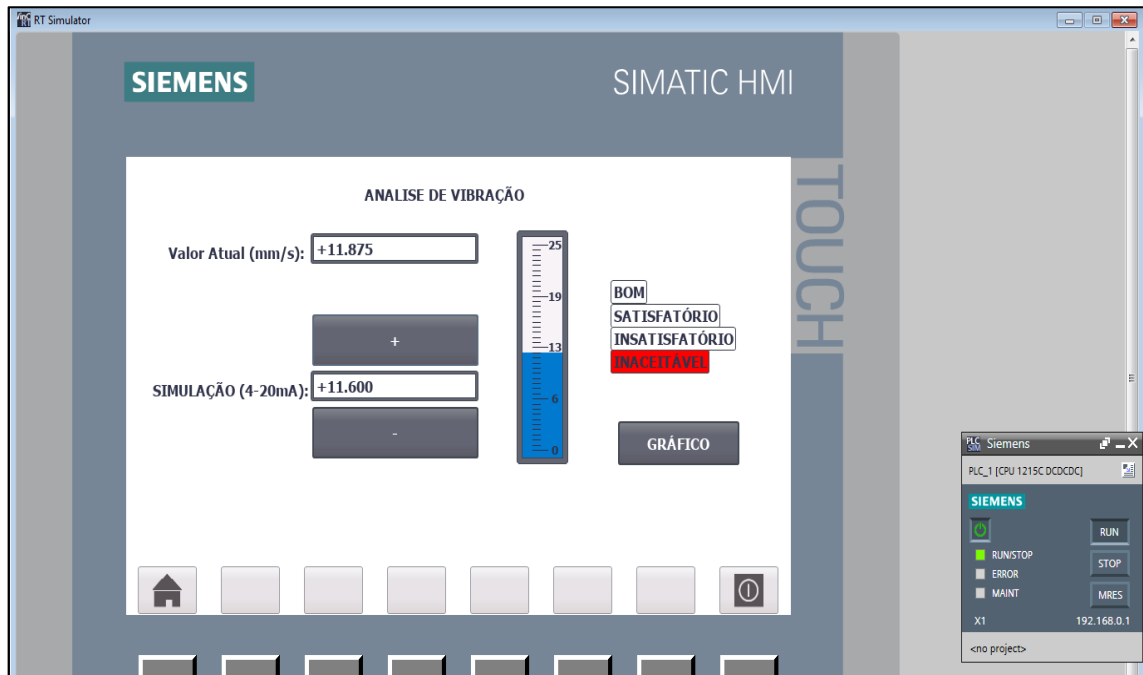 RT Simulator
SIEMENS
SIMATIC HMI
TOUCH
ANALISE DE VIBRAÇÃO
Valor Atual (mm/s): +11.875
+
SIMULAÇÃO (4-20mA): +11.600
-
25
19
13
6
0
BOM
SATISFATÓRIO
INSATISFATÓRIO
INACEITÁVEL
GRÁFICO
PLC SIM Siemens
PLC_1 [CPU 1215C DCDCDC]
SIEMENS
RUN
RUN/STOP
STOP
ERROR
MAINT
MRES
X1 192.168.0.1
<no project>